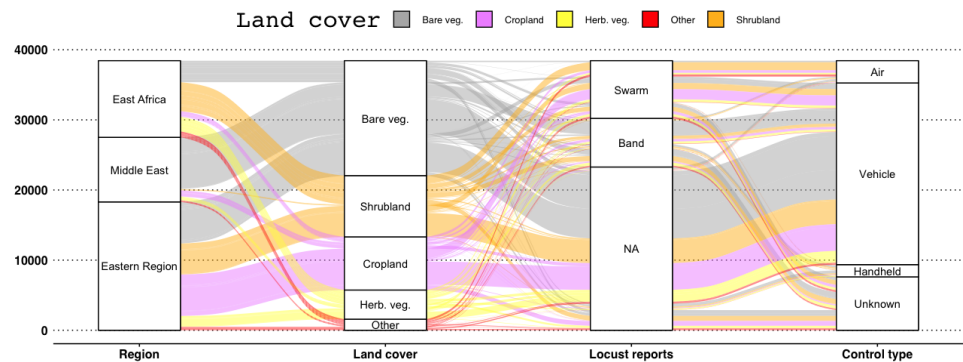 Land cover Bare veg. Cropland Herb. veg. Other Shrubland
40000
30000
20000
10000
0
East Africa
Middle East
Eastern Region
Bare veg.
Shrubland
Cropland
Herb. veg.
Other
Swarm
Band
NA
Air
Vehicle
Handheld
Unknown
Region Land cover Locust reports Control type